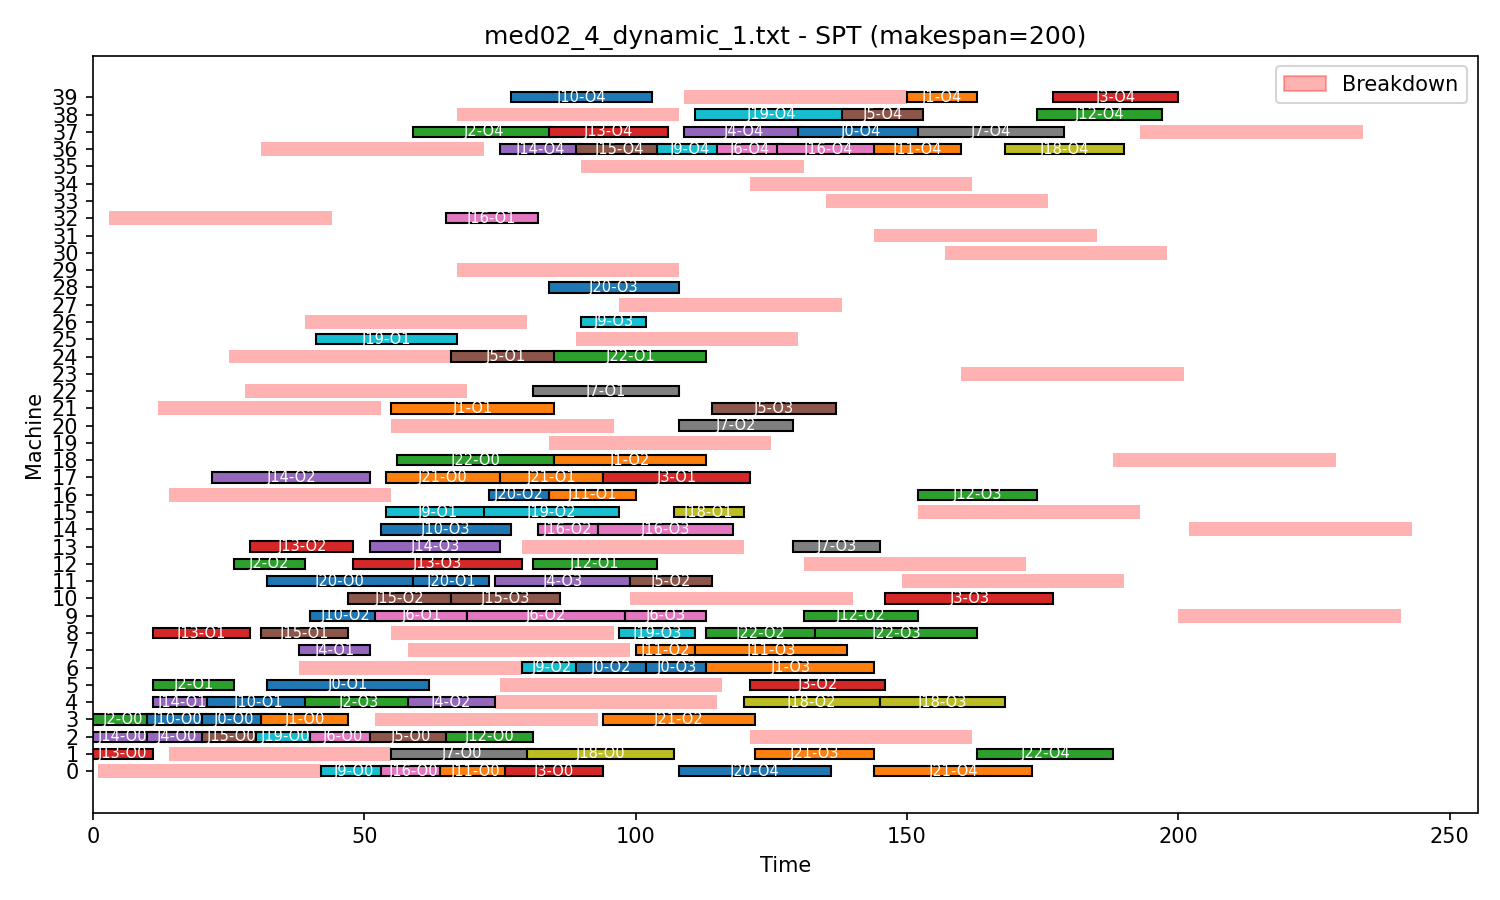 med02_4_dynamic_1.txt - SPT (makespan=200)
Breakdown
39 J10-O4 J1-O4 J3-O4
38 J19-O4 J5-O4 J12-O4
37 J2-O4 J13-O4 J4-O4 J0-O4 J7-O4
36 J14-O4 J15-O4 J9-O4 J6-O4 J16-O4 J11-O4 J18-O4
35
34
33
32 J16-O1
31
30
29
28 J20-O3
27
26 J9-O3
25 J19-O1
24 J5-O1 J22-O1
23
22 J7-O1
21 J1-O1 J5-O3
20 J7-O2
19
18 J22-O0 J1-O2
17 J14-O2 J21-O0 J21-O1 J3-O1
16 J20-O2 J11-O1 J12-O3
15 J9-O1 J19-O2 J18-O1
14 J10-O3 J16-O2 J16-O3
13 J13-O2 J14-O3 J7-O3
12 J2-O2 J13-O3 J12-O1
11 J20-O0 J20-O1 J4-O3 J5-O2
10 J15-O2 J15-O3 J3-O3
9 J10-O2 J6-O1 J6-O2 J6-O3 J12-O2
8 J13-O1 J15-O1 J19-O3 J22-O2 J22-O3
7 J4-O1 J11-O2 J11-O3
6 J9-O2 J0-O2 J0-O3 J1-O3
5 J2-O1 J0-O1 J3-O2
4 J14-O1 J10-O1 J2-O3 J4-O2 J18-O2 J18-O3
3 J2-O0 J10-O0 J0-O0 J1-O0 J21-O2
2 J14-O0 J4-O0 J15-O0 J19-O0 J6-O0 J5-O0 J12-O0
1 J13-O0 J7-O0 J18-O0 J21-O3 J22-O4
0 J9-O0 J16-O0 J11-O0 J3-O0 J20-O4 J21-O4
Machine
0 50 100 150 200 250
Time